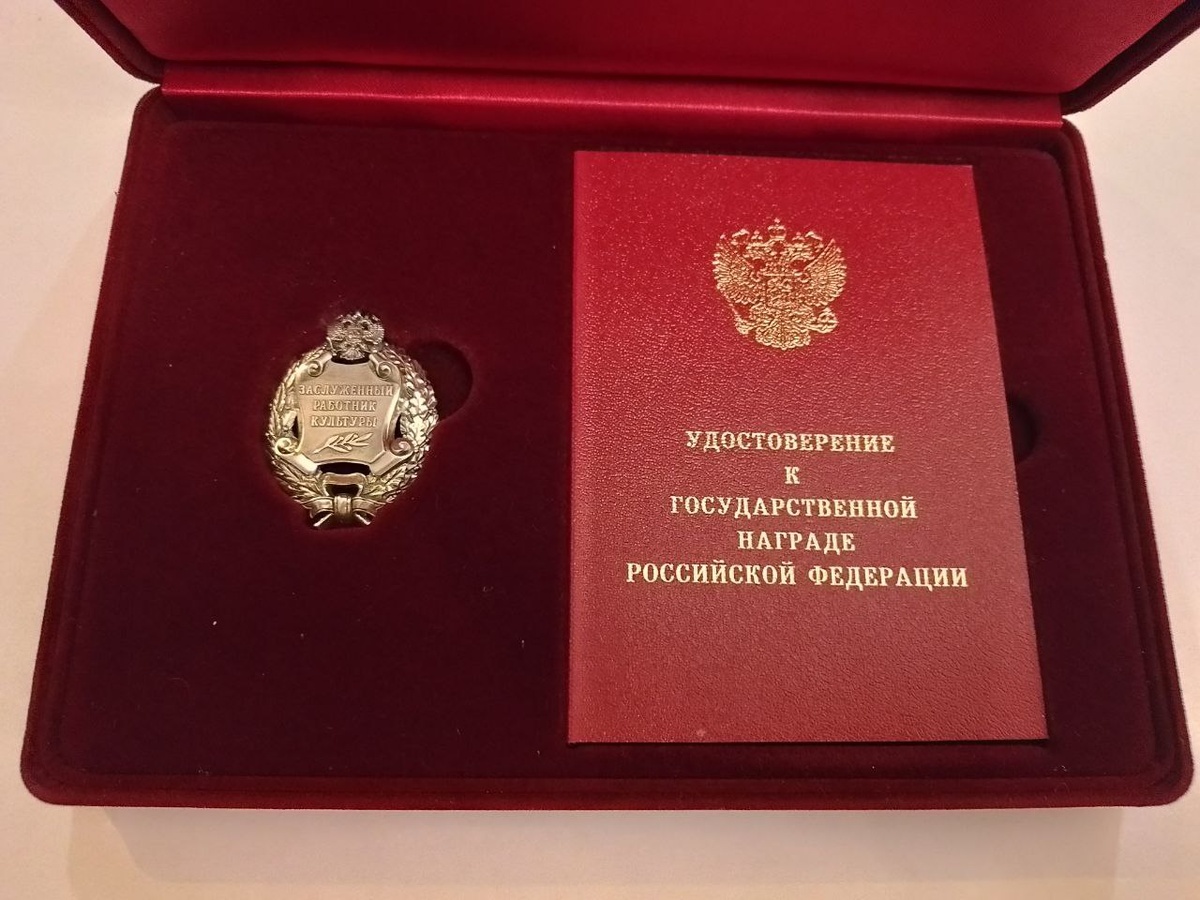 ЗАСЛУЖЕННЫЙ
РАБОТНИК
КУЛЬТУРЫ
УДОСТОВЕРЕНИЕ
К
ГОСУДАРСТВЕННОЙ
НАГРАДЕ
РОССИЙСКОЙ ФЕДЕРАЦИИ